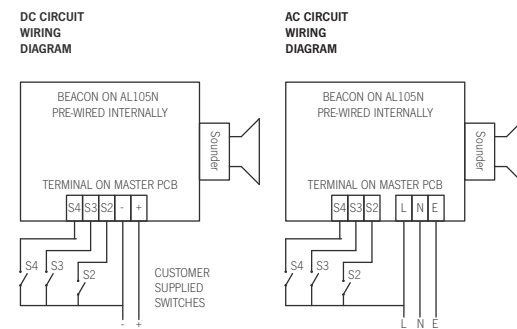 DC CIRCUIT
WIRING
DIAGRAM
BEACON ON AL105N
PRE-WIRED INTERNALLY
Sounder
TERMINAL ON MASTER PCB
S4 S3 S2 - +
S4 S3
S2
CUSTOMER
SUPPLIED
SWITCHES
- +
AC CIRCUIT
WIRING
DIAGRAM
BEACON ON AL105N
PRE-WIRED INTERNALLY
Sounder
TERMINAL ON MASTER PCB
S4 S3 S2 L N E
S4 S3
S2
L N E